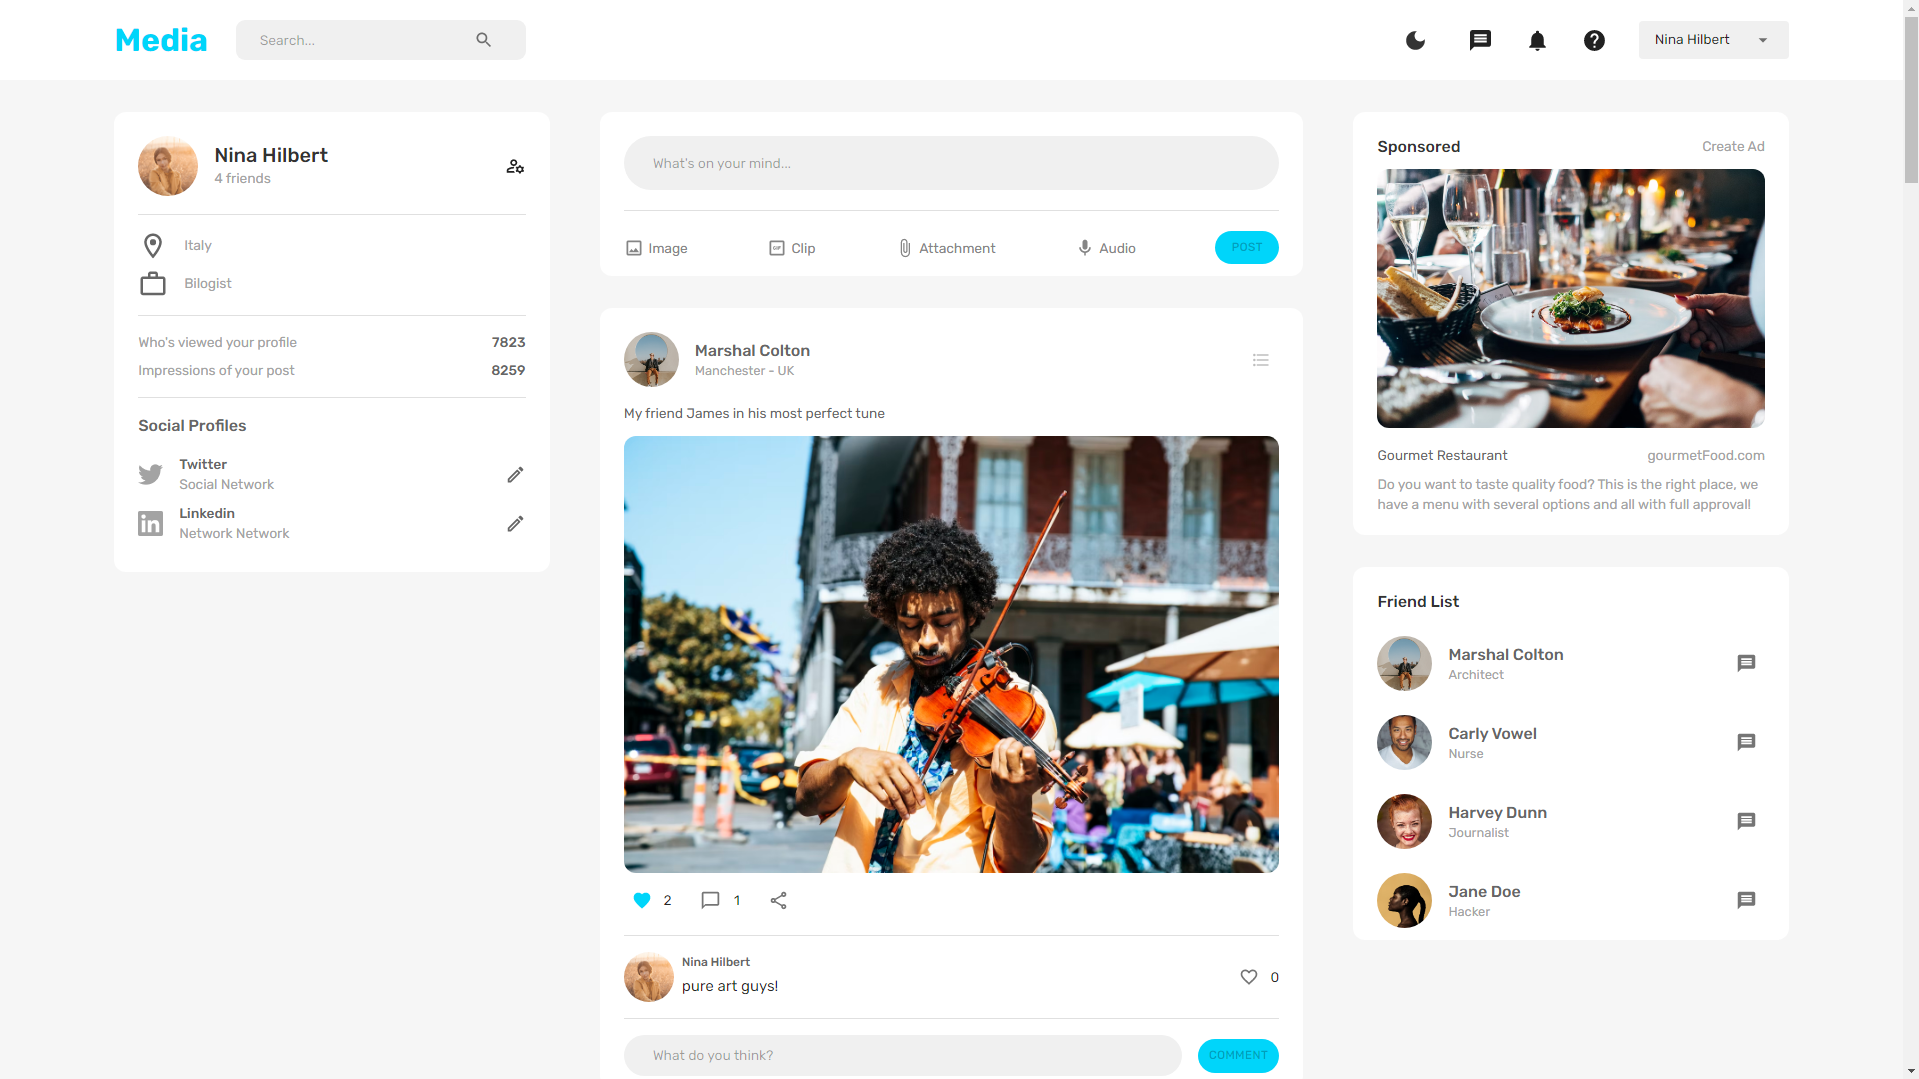 Media
Search...
Nina Hilbert
Nina Hilbert
4 friends
Italy
Bilogist
Who's viewed your profile 7823
Impressions of your post 8259
Social Profiles
Twitter
Social Network
Linkedin
Network Network
What's on your mind...
Image Clip Attachment Audio POST
Marshal Colton
Manchester - UK
My friend James in his most perfect tune
2 1
Nina Hilbert
pure art guys!
0
What do you think? COMMENT
Sponsored Create Ad
Gourmet Restaurant gourmetFood.com
Do you want to taste quality food? This is the right place, we
have a menu with several options and all with full approvall
Friend List
Marshal Colton
Architect
Carly Vowel
Nurse
Harvey Dunn
Journalist
Jane Doe
Hacker